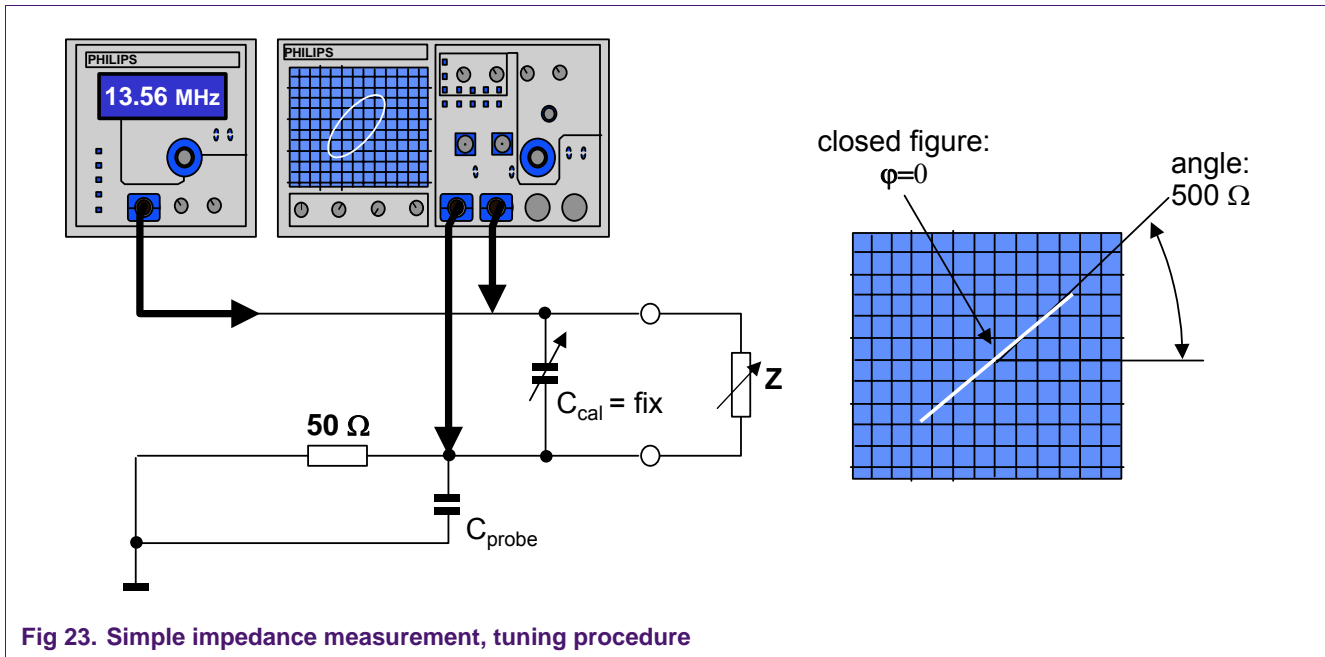 PHILIPS
13.56 MHz
PHILIPS
closed figure:
φ=0
angle:
500 Ω
Z
C_cal = fix
50 Ω
C_probe
Fig 23. Simple impedance measurement, tuning procedure